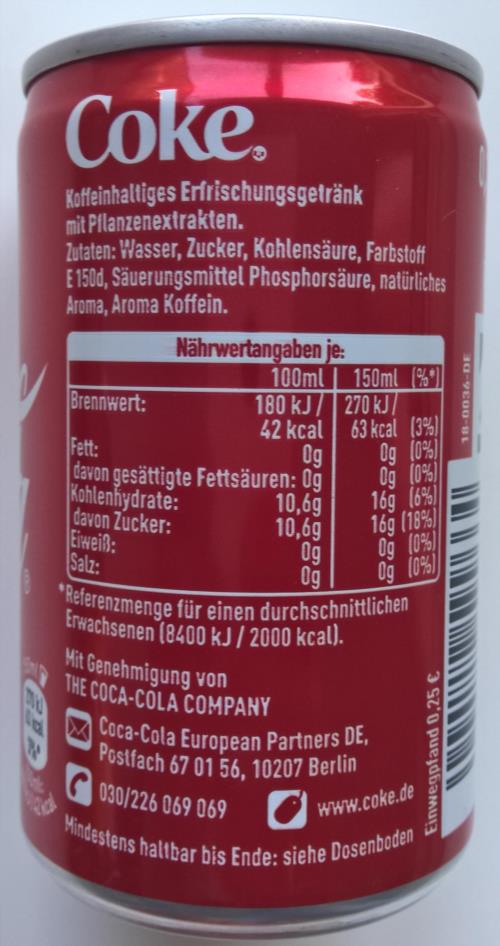 Coke.
Koffeinhaltiges Erfrischungsgetränk
mit Pflanzenextrakten.
Zutaten: Wasser, Zucker, Kohlensäure, Farbstoff
E 150d, Säuerungsmittel Phosphorsäure, natürliches
Aroma, Aroma Koffein.
Nährwertangaben je:
100ml 150ml (%*)
Brennwert: 180 kJ / 270 kJ /
42 kcal 63 kcal (3%)
Fett: 0g 0g (0%)
davon gesättigte Fettsäuren: 0g 0g (0%)
Kohlenhydrate: 10,6g 16g (6%)
davon Zucker: 10,6g 16g (18%)
Eiweiß: 0g 0g (0%)
Salz: 0g 0g (0%)
*Referenzmenge für einen durchschnittlichen
Erwachsenen (8400 kJ / 2000 kcal).
Mit Genehmigung von
THE COCA-COLA COMPANY
Coca-Cola European Partners DE,
Postfach 67 01 56, 10207 Berlin
030/226 069 069
www.coke.de
Mindestens haltbar bis Ende: siehe Dosenboden
Einwegpfand 0,25 €
18-0036-DE